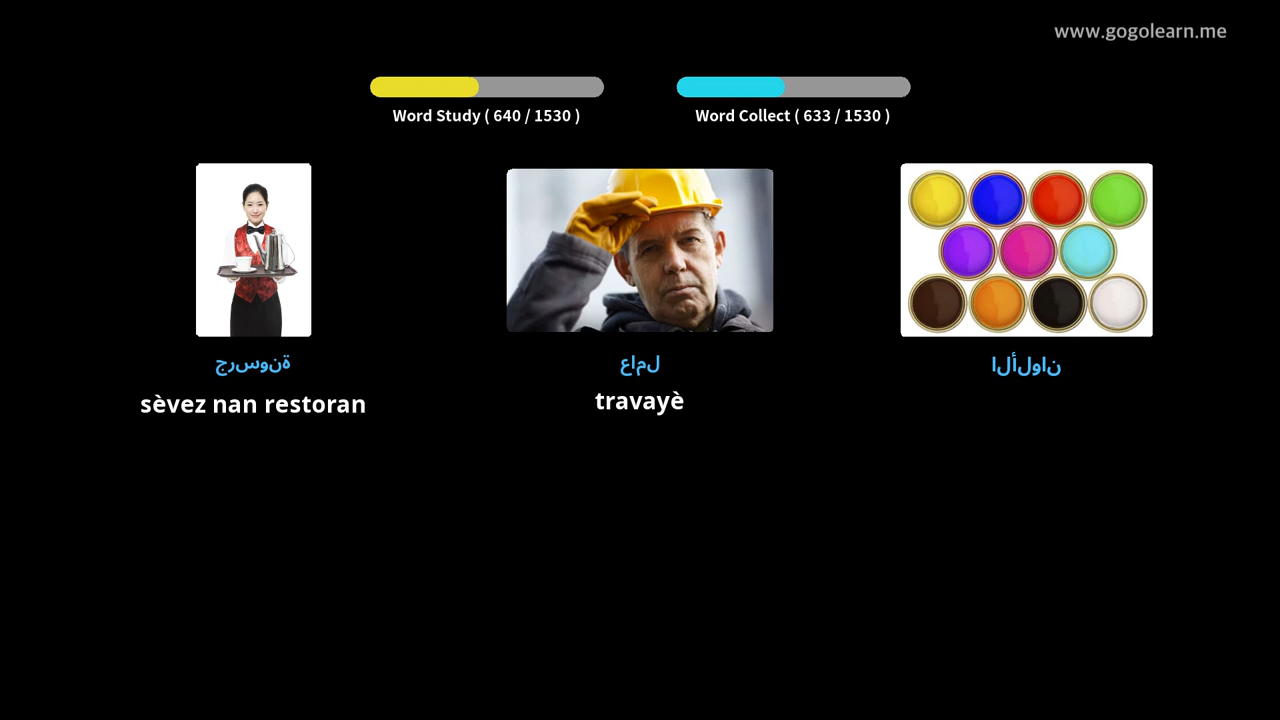 www.gogolearn.me
Word Study ( 640 / 1530 )
Word Collect ( 633 / 1530 )
جرسونة
عامل
الألوان
sèvez nan restoran
travayè